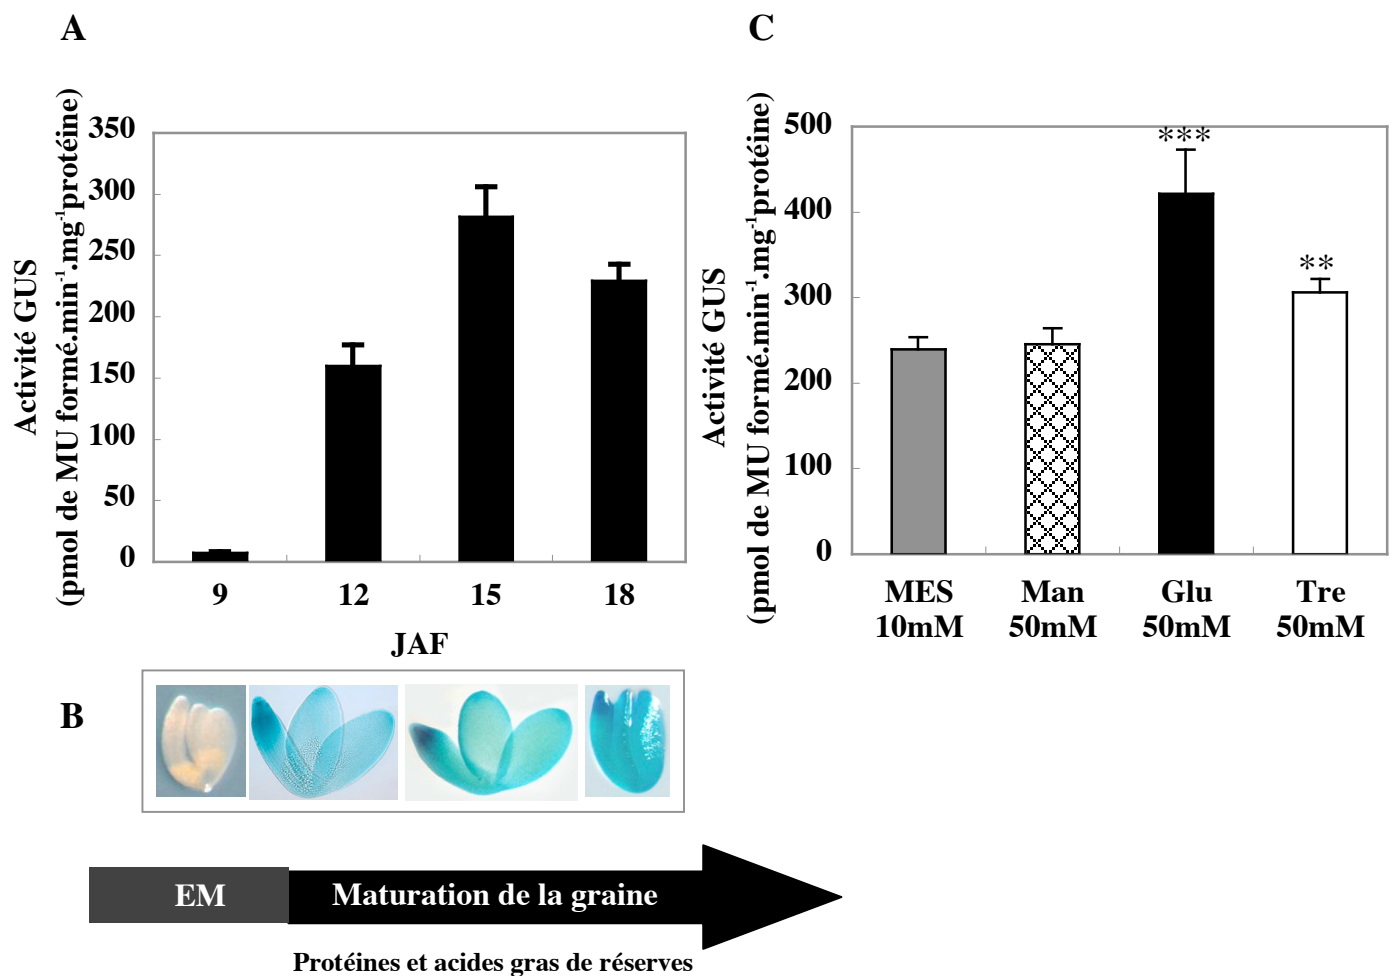 A
Activité GUS
(pmol de MU formé.min⁻¹.mg⁻¹protéine)
350
300
250
200
150
100
50
0
9 12 15 18
JAF
C
Activité GUS
(pmol de MU formé.min⁻¹.mg⁻¹protéine)
500
400
300
200
100
0
***
**
MES Man Glu Tre
10mM 50mM 50mM 50mM
B
EM Maturation de la graine
Protéines et acides gras de réserves